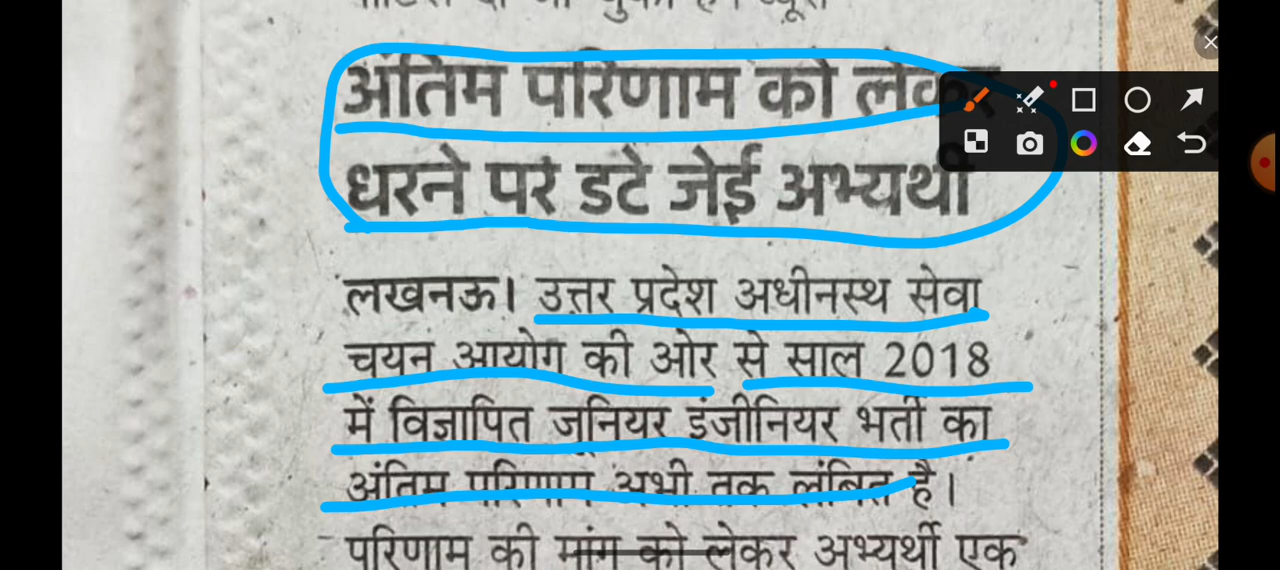 अंतिम परिणाम को लेकर
धरने पर डटे जेई अभ्यर्थी
लखनऊ। उत्तर प्रदेश अधीनस्थ सेवा
चयन आयोग की ओर से साल 2018
में विज्ञापित जूनियर इंजीनियर भर्ती का
अंतिम परिणाम अभी तक लंबित है।
परिणाम की मांग को लेकर अभ्यर्थी एक